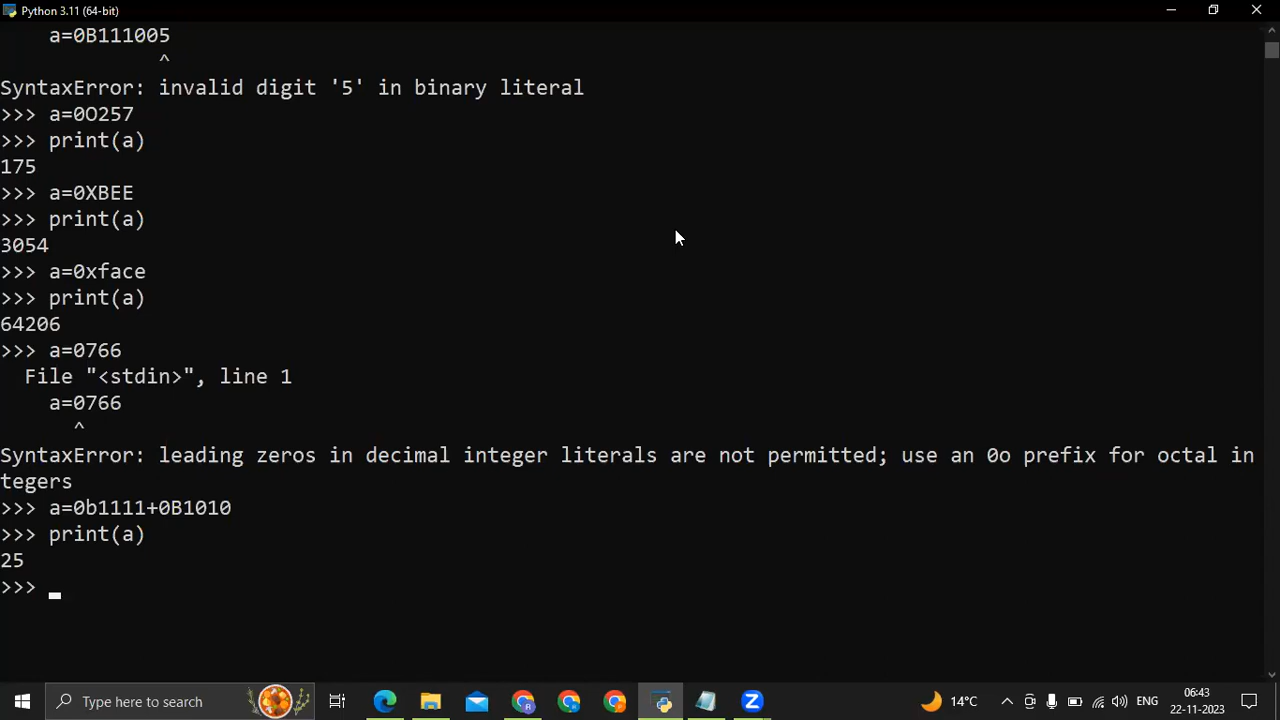 Python 3.11 (64-bit)
a=0B111005
^
SyntaxError: invalid digit '5' in binary literal
>>> a=0O257
>>> print(a)
175
>>> a=0XBEE
>>> print(a)
3054
>>> a=0xface
>>> print(a)
64206
>>> a=0766
File "<stdin>", line 1
a=0766
^
SyntaxError: leading zeros in decimal integer literals are not permitted; use an 0o prefix for octal in
tegers
>>> a=0b1111+0B1010
>>> print(a)
25
>>>
Type here to search
14°C
ENG
06:43
22-11-2023